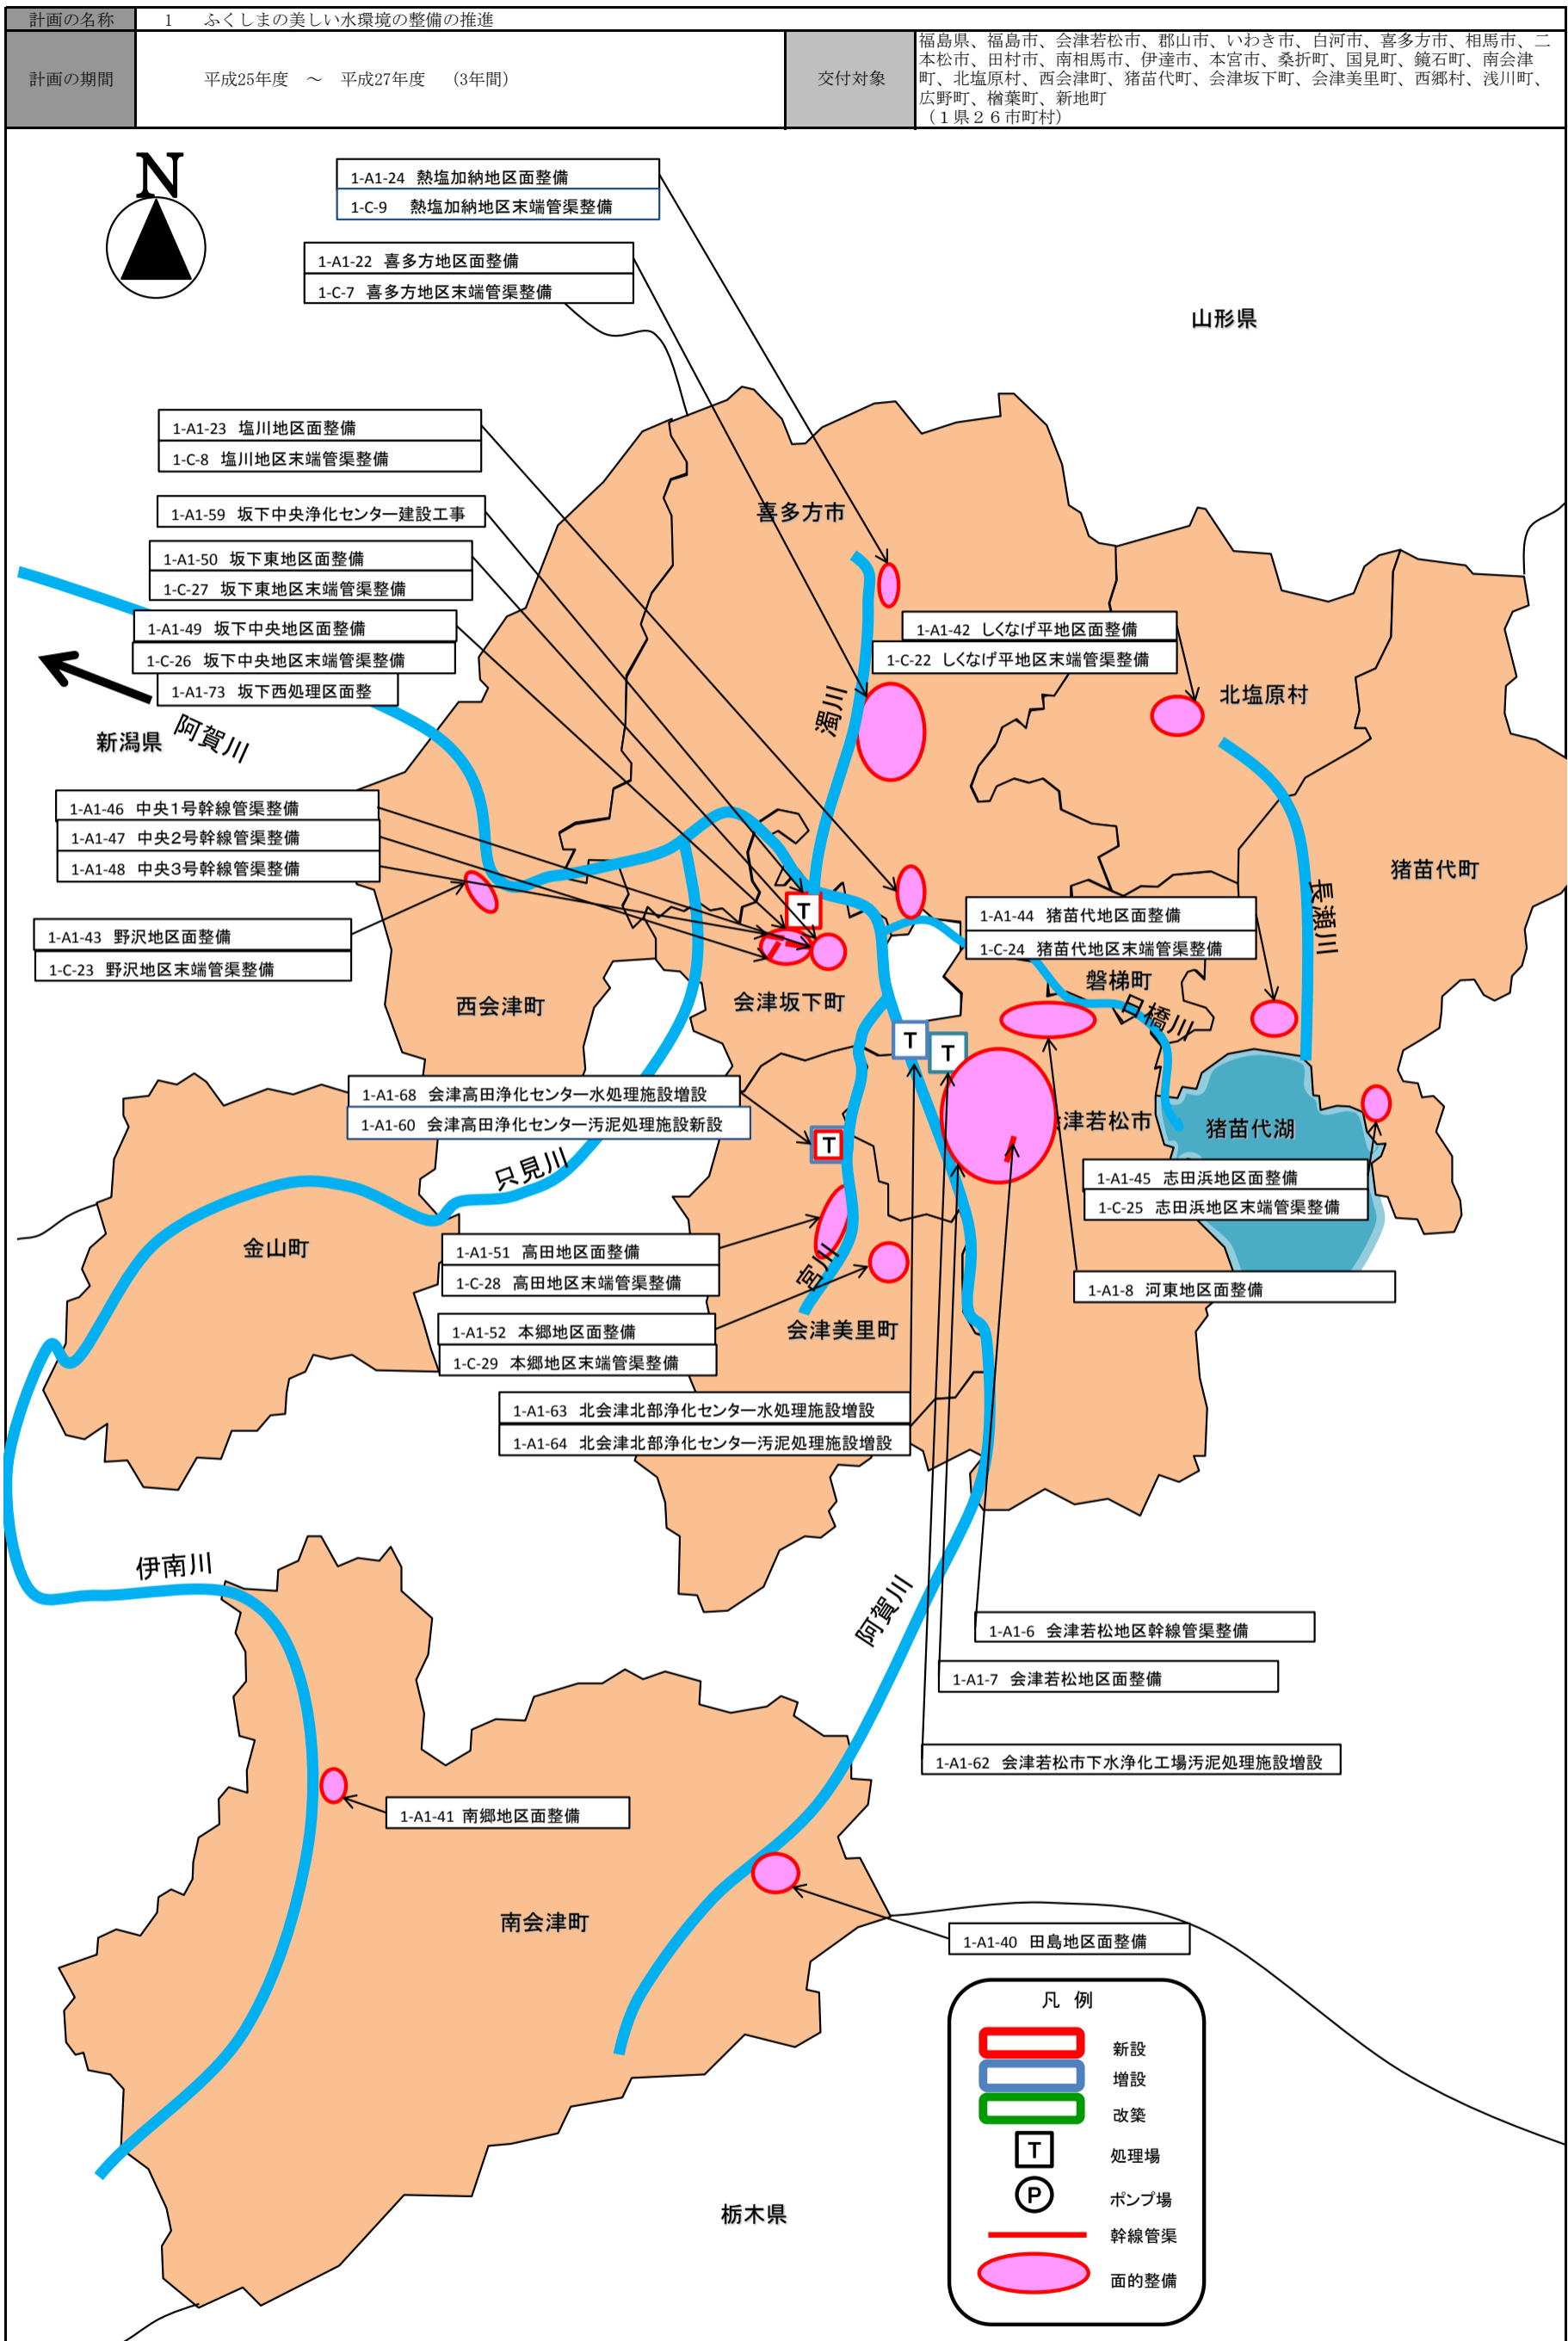 計画の名称
1 ふくしまの美しい水環境の整備の推進
計画の期間
平成25年度 ～ 平成27年度 （3年間）
交付対象
福島県、福島市、会津若松市、郡山市、いわき市、白河市、喜多方市、相馬市、二
本松市、田村市、南相馬市、伊達市、本宮市、桑折町、国見町、鏡石町、南会津
町、北塩原村、西会津町、猪苗代町、会津坂下町、会津美里町、西郷村、浅川町、
広野町、楢葉町、新地町
（１県２６市町村）
N
1-A1-24 熱塩加納地区面整備
1-C-9 熱塩加納地区末端管渠整備
1-A1-22 喜多方地区面整備
1-C-7 喜多方地区末端管渠整備
山形県
1-A1-23 塩川地区面整備
1-C-8 塩川地区末端管渠整備
1-A1-59 坂下中央浄化センター建設工事
喜多方市
1-A1-50 坂下東地区面整備
1-C-27 坂下東地区末端管渠整備
1-A1-49 坂下中央地区面整備
1-C-26 坂下中央地区末端管渠整備
1-A1-73 坂下西処理区面整
1-A1-42 しくなげ平地区面整備
1-C-22 しくなげ平地区末端管渠整備
北塩原村
濁川
新潟県
阿賀川
1-A1-46 中央１号幹線管渠整備
1-A1-47 中央２号幹線管渠整備
1-A1-48 中央３号幹線管渠整備
猪苗代町
長瀬川
T
1-A1-43 野沢地区面整備
1-C-23 野沢地区末端管渠整備
1-A1-44 猪苗代地区面整備
1-C-24 猪苗代地区末端管渠整備
磐梯町
西会津町
会津坂下町
日橋川
T
T
1-A1-68 会津高田浄化センター水処理施設増設
1-A1-60 会津高田浄化センター汚泥処理施設新設
T
津若松市
猪苗代湖
只見川
1-A1-45 志田浜地区面整備
1-C-25 志田浜地区末端管渠整備
金山町
1-A1-51 高田地区面整備
1-C-28 高田地区末端管渠整備
宮川
1-A1-8 河東地区面整備
1-A1-52 本郷地区面整備
1-C-29 本郷地区末端管渠整備
会津美里町
1-A1-63 北会津北部浄化センター水処理施設増設
1-A1-64 北会津北部浄化センター汚泥処理施設増設
伊南川
阿賀川
1-A1-6 会津若松地区幹線管渠整備
1-A1-7 会津若松地区面整備
1-A1-62 会津若松市下水浄化工場汚泥処理施設増設
1-A1-41 南郷地区面整備
南会津町
1-A1-40 田島地区面整備
凡 例
新設
増設
改築
T 処理場
P ポンプ場
幹線管渠
面的整備
栃木県